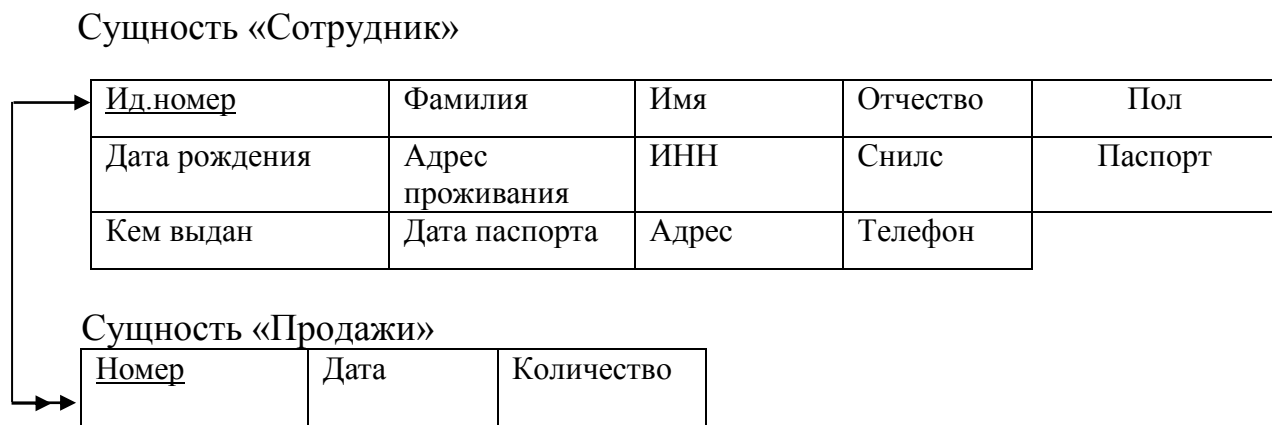 Сущность «Сотрудник»
Ид.номер Фамилия Имя Отчество Пол
Дата рождения Адрес проживания ИНН Снилс Паспорт
Кем выдан Дата паспорта Адрес Телефон
Сущность «Продажи»
Номер Дата Количество